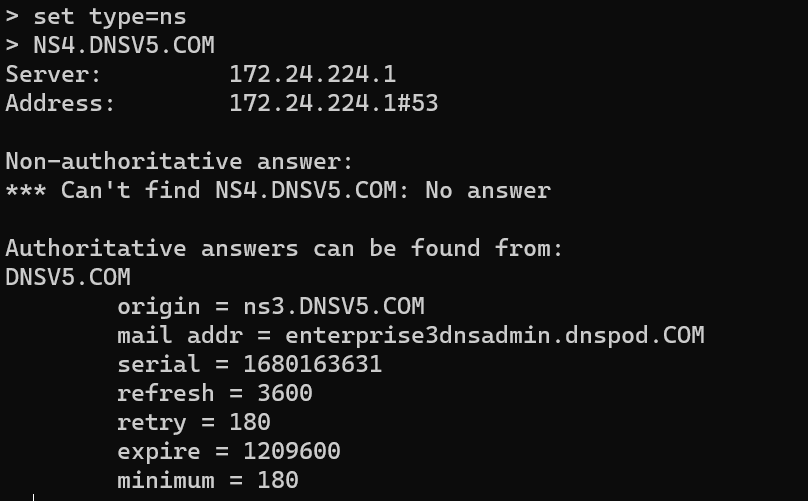 > set type=ns
> NS4.DNSV5.COM
Server:         172.24.224.1
Address:        172.24.224.1#53

Non-authoritative answer:
*** Can't find NS4.DNSV5.COM: No answer

Authoritative answers can be found from:
DNSV5.COM
        origin = ns3.DNSV5.COM
        mail addr = enterprise3dnsadmin.dnspod.COM
        serial = 1680163631
        refresh = 3600
        retry = 180
        expire = 1209600
        minimum = 180